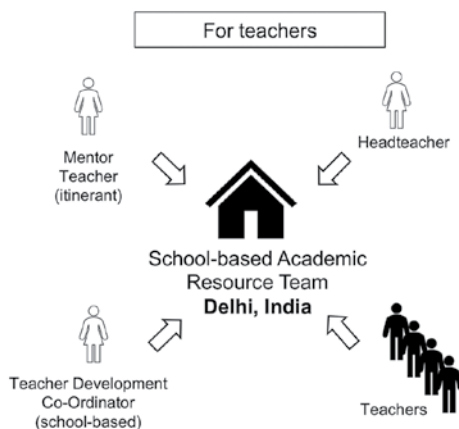 For teachers
Mentor
Teacher
(itinerant)
Headteacher
School-based Academic
Resource Team
Delhi, India
Teacher Development
Co-Ordinator
(school-based)
Teachers